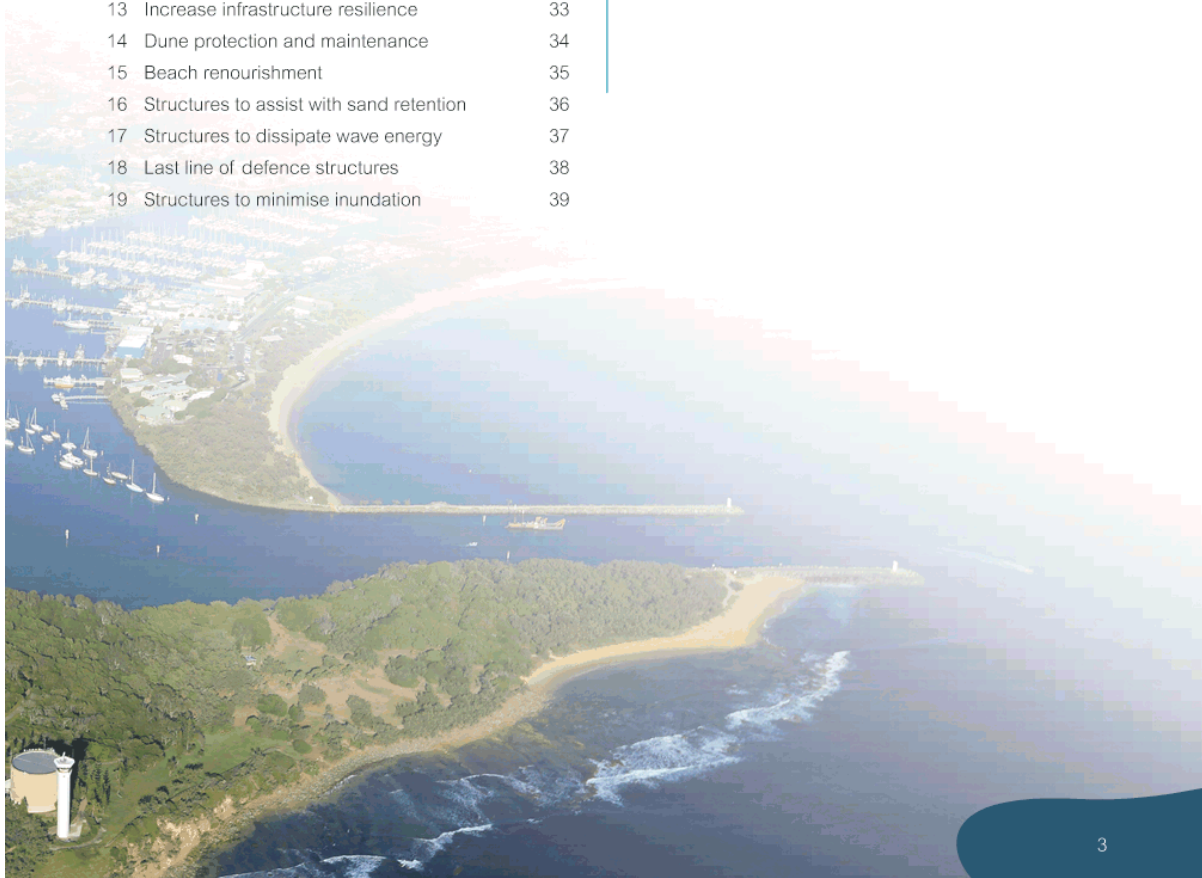 13 Increase infrastructure resilience 33
14 Dune protection and maintenance 34
15 Beach renourishment 35
16 Structures to assist with sand retention 36
17 Structures to dissipate wave energy 37
18 Last line of defence structures 38
19 Structures to minimise inundation 39
3